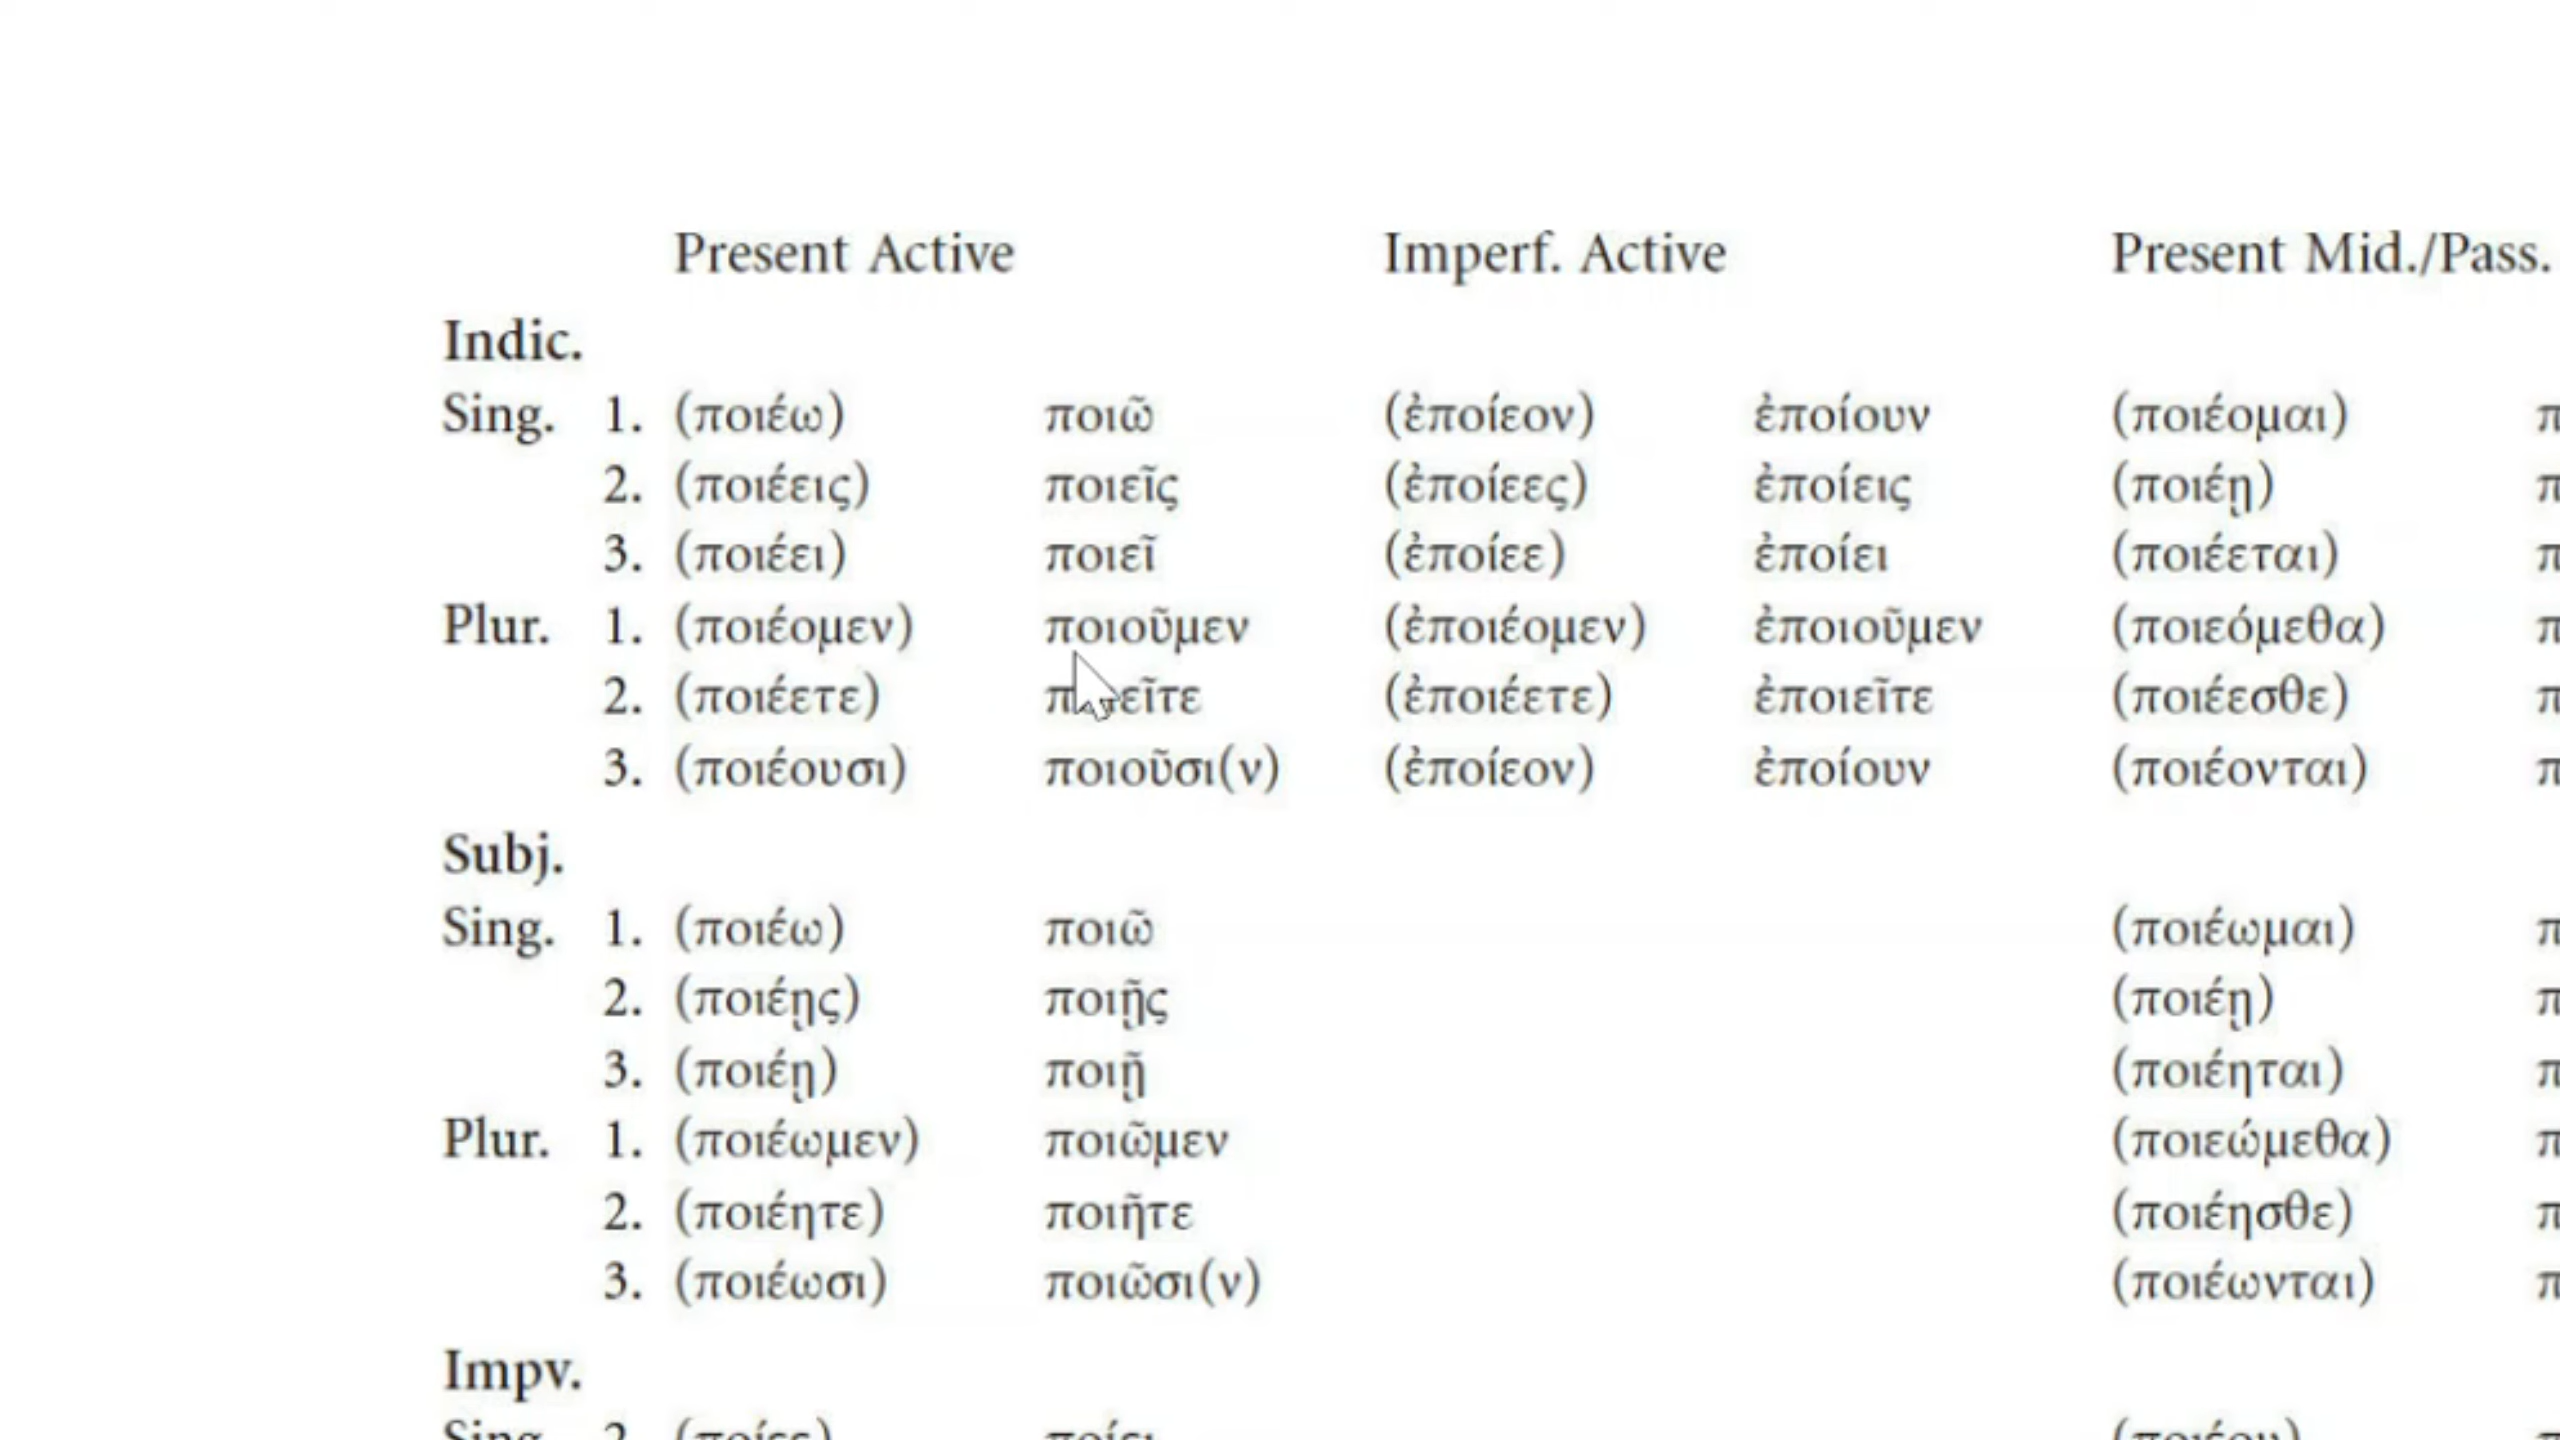 Present Active Imperf. Active Present Mid./Pass.
Indic.
Sing. 1. (ποιέω) ποιῶ (ἐποίεον) ἐποίουν (ποιέομαι)
2. (ποιέεις) ποιεῖς (ἐποίεες) ἐποίεις (ποιέῃ)
3. (ποιέει) ποιεῖ (ἐποίεε) ἐποίει (ποιέεται)
Plur. 1. (ποιέομεν) ποιοῦμεν (ἐποιέομεν) ἐποιοῦμεν (ποιεόμεθα)
2. (ποιέετε) (ἐποιέετε) ἐποιεῖτε (ποιέεσθε)
3. (ποιέουσι) ποιοῦσι(ν) (ἐποίεον) ἐποίουν (ποιέονται)
Subj.
Sing. 1. (ποιέω) ποιῶ (ποιέωμαι)
2. (ποιέῃς) ποιῇς (ποιέῃ)
3. (ποιέῃ) ποιῇ (ποιέηται)
Plur. 1. (ποιέωμεν) ποιῶμεν (ποιεώμεθα)
2. (ποιέητε) ποιῆτε (ποιέησθε)
3. (ποιέωσι) ποιῶσι(ν) (ποιέωνται)
Impv.